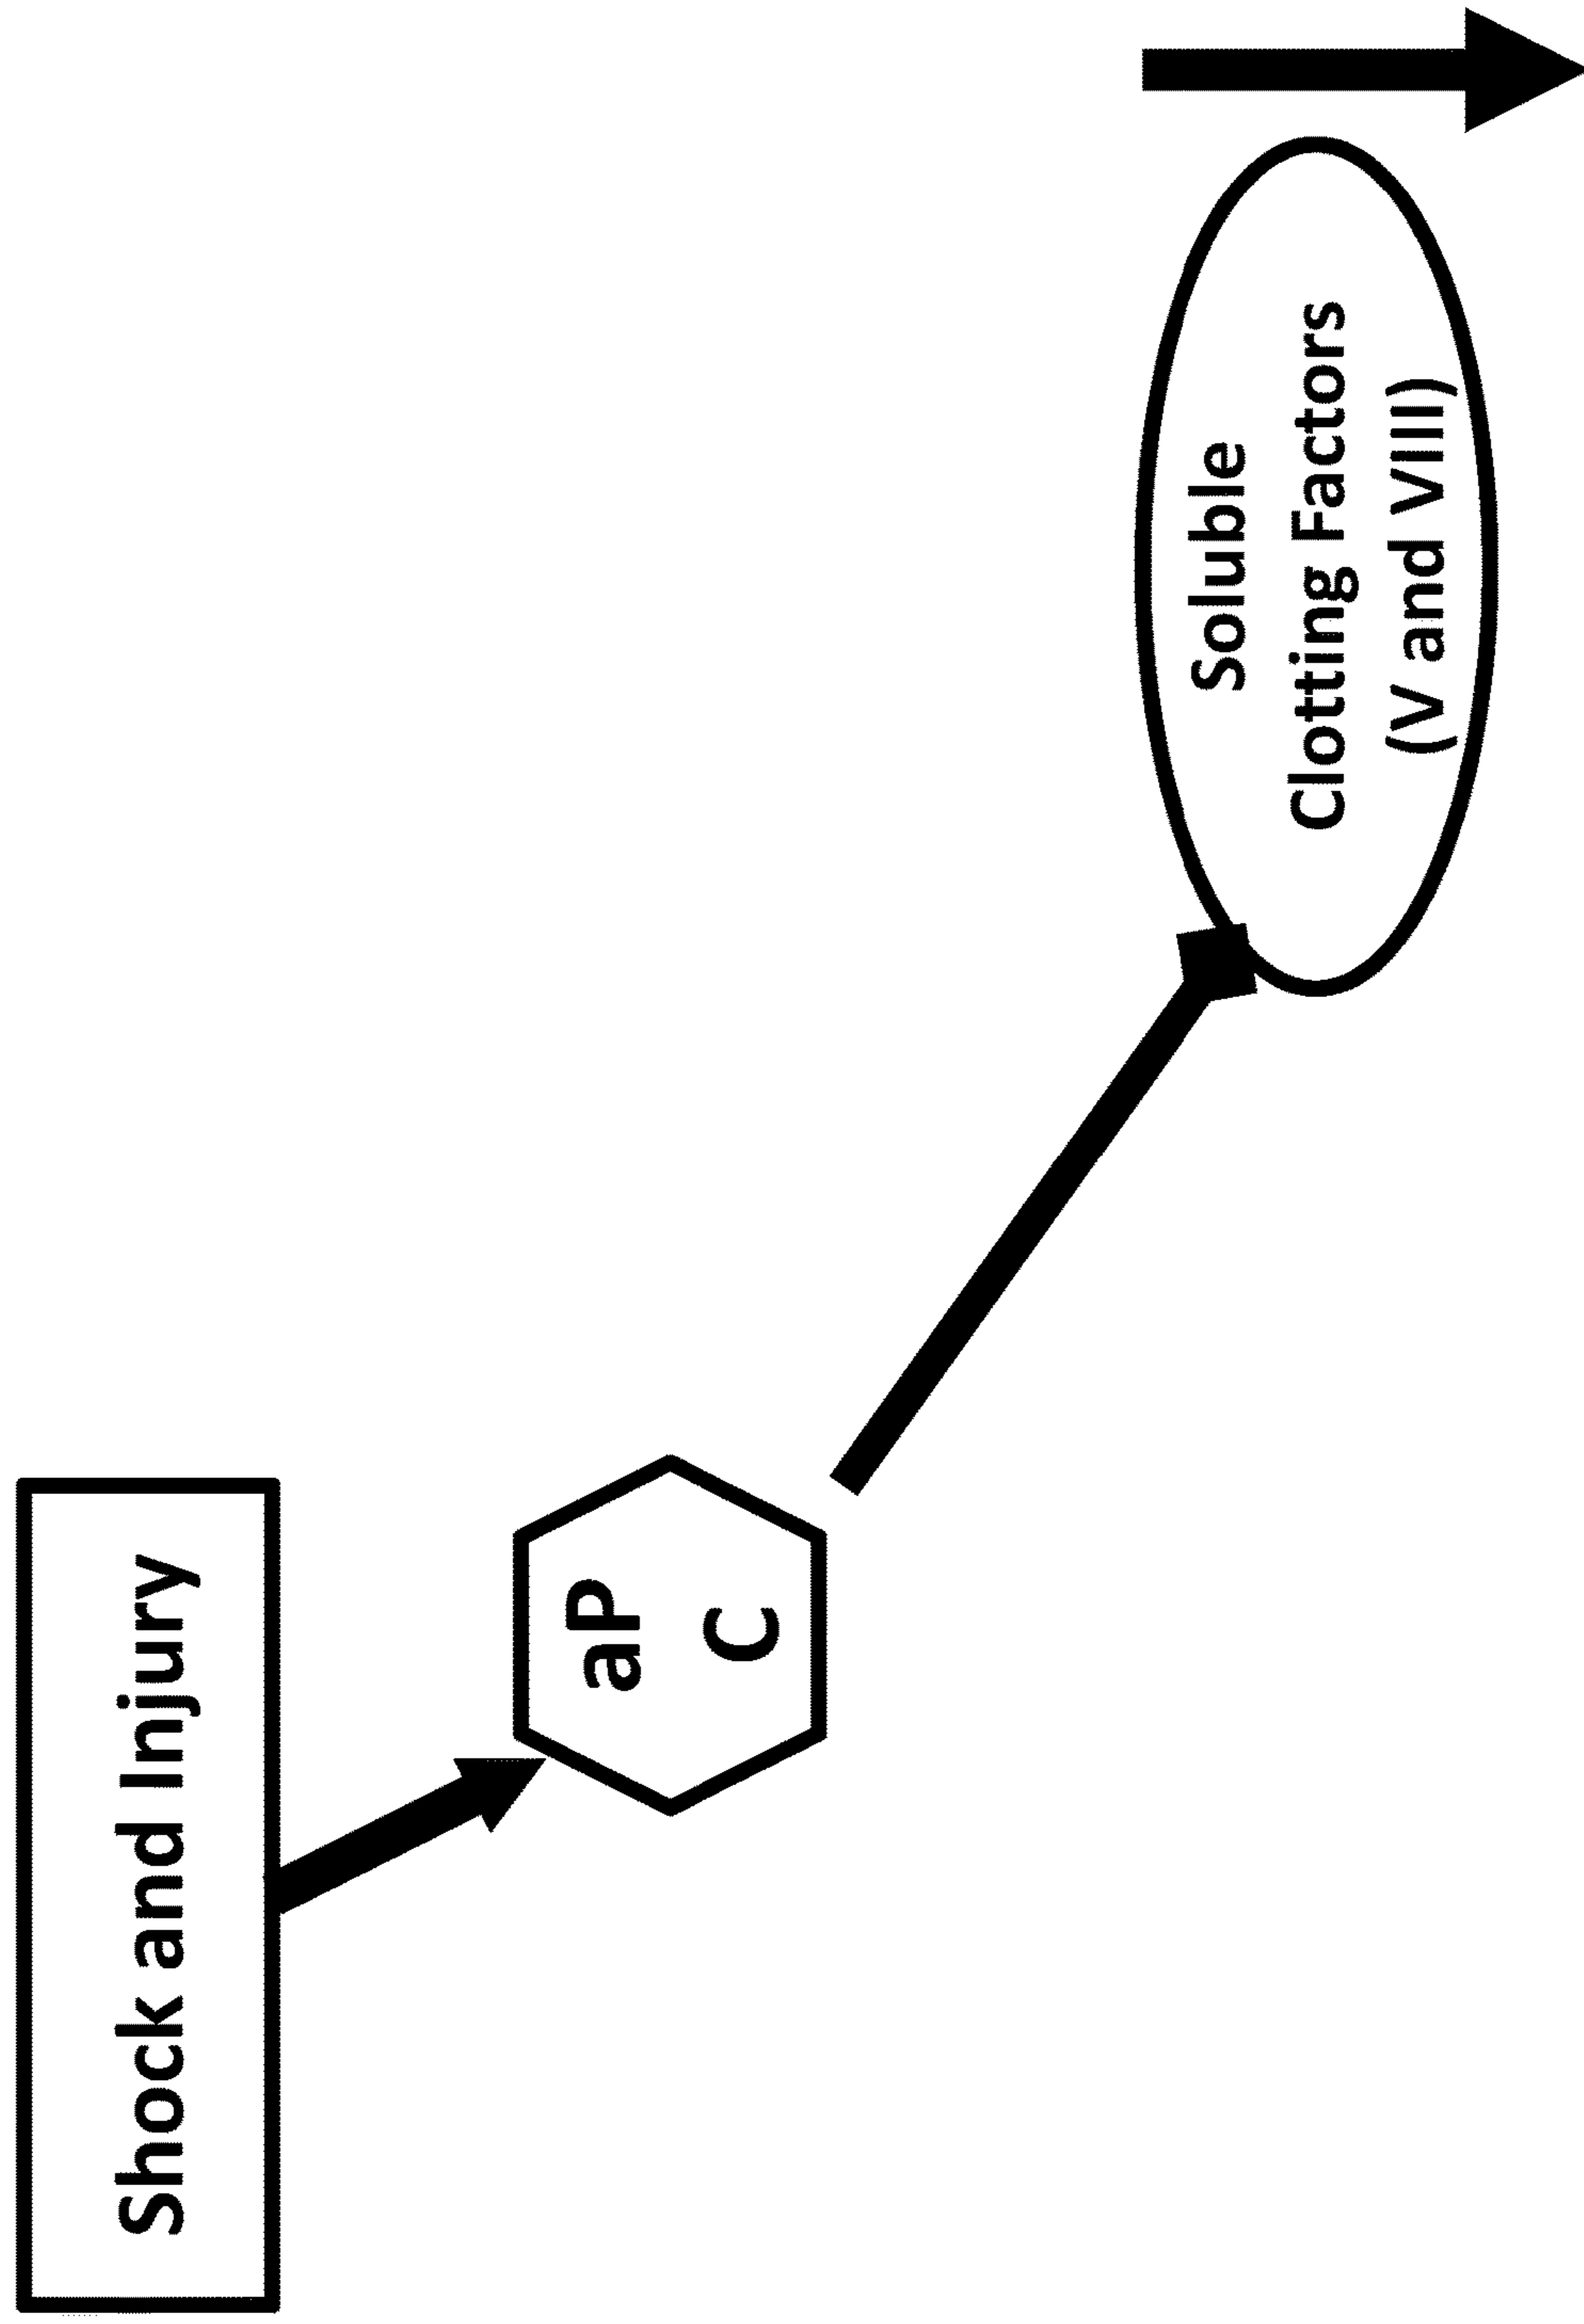 Shock and Injury
aP
C
Soluble
Clotting Factors
(V and VIII)